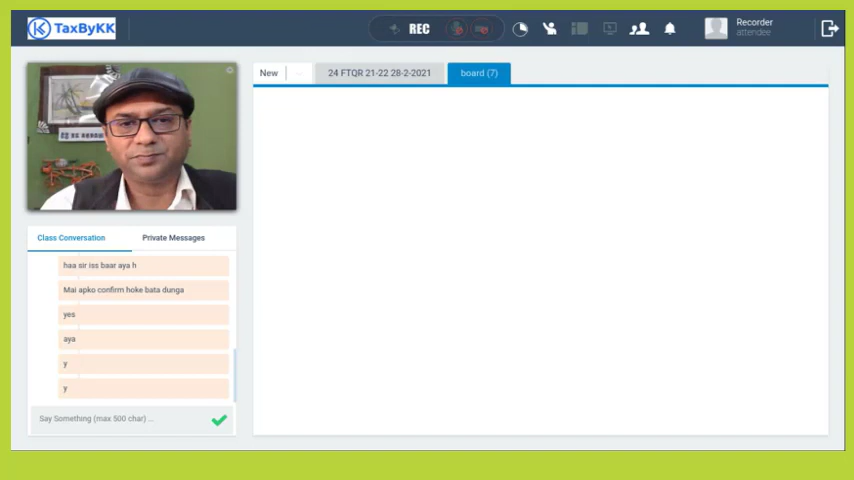 TaxByKK
REC
Recorder
attendee
New
24 FTQR 21-22 28-2-2021
board (7)
Class Conversation
Private Messages
haa sir iss baar aya h
Mai apko confirm hoke bata dunga
yes
aya
y
y
Say Something (max 500 char) ...